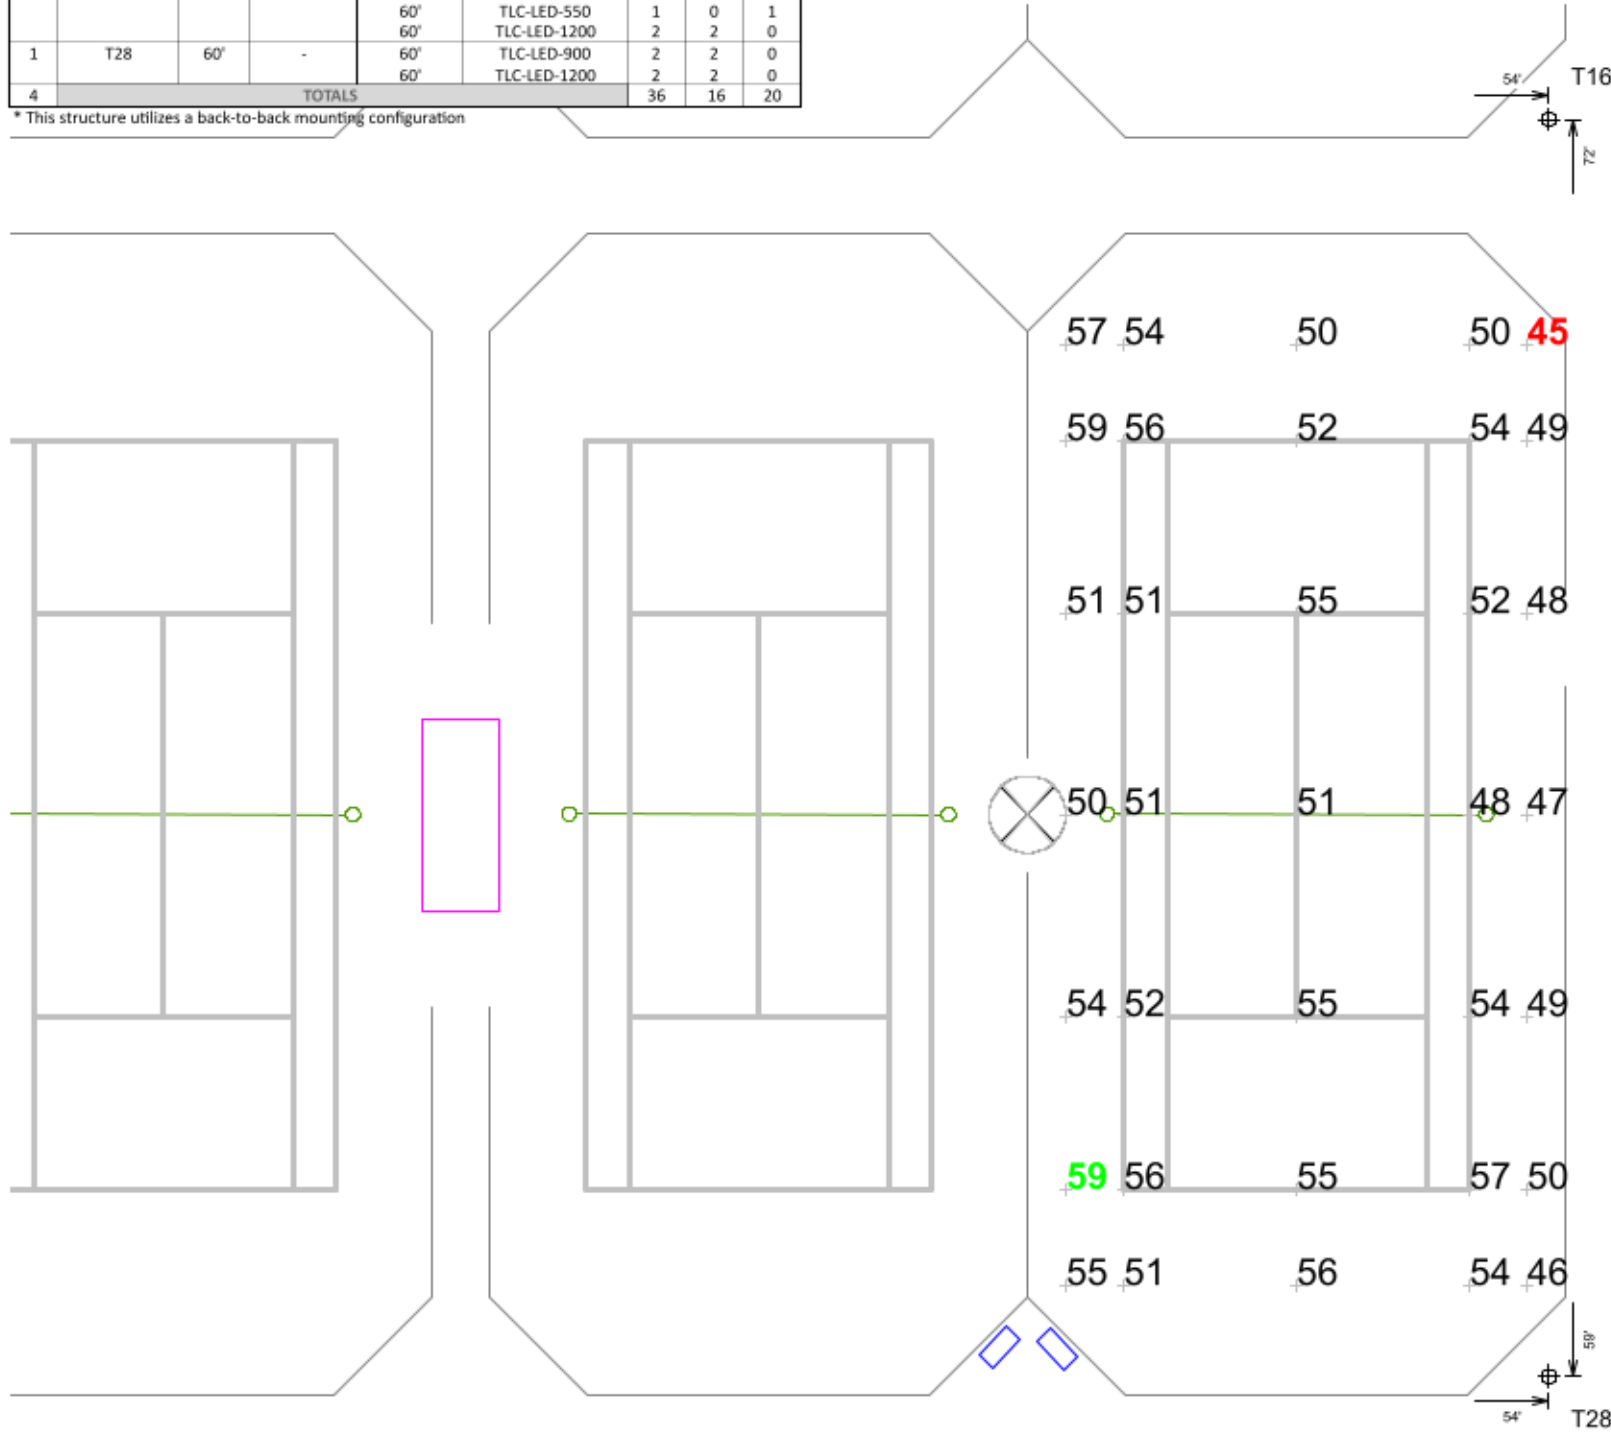 60' TLC-LED-550 1 0 1
60' TLC-LED-1200 2 2 0
1 T28 60' - 60' TLC-LED-900 2 2 0
60' TLC-LED-1200 2 2 0
4 TOTALS 36 16 20
* This structure utilizes a back-to-back mounting configuration
54' T16
72'
57 54 50 50 45
59 56 52 54 49
51 51 55 52 48
50 51 51 48 47
54 52 55 54 49
59 56 55 57 50
55 51 56 54 46
59'
54' T28